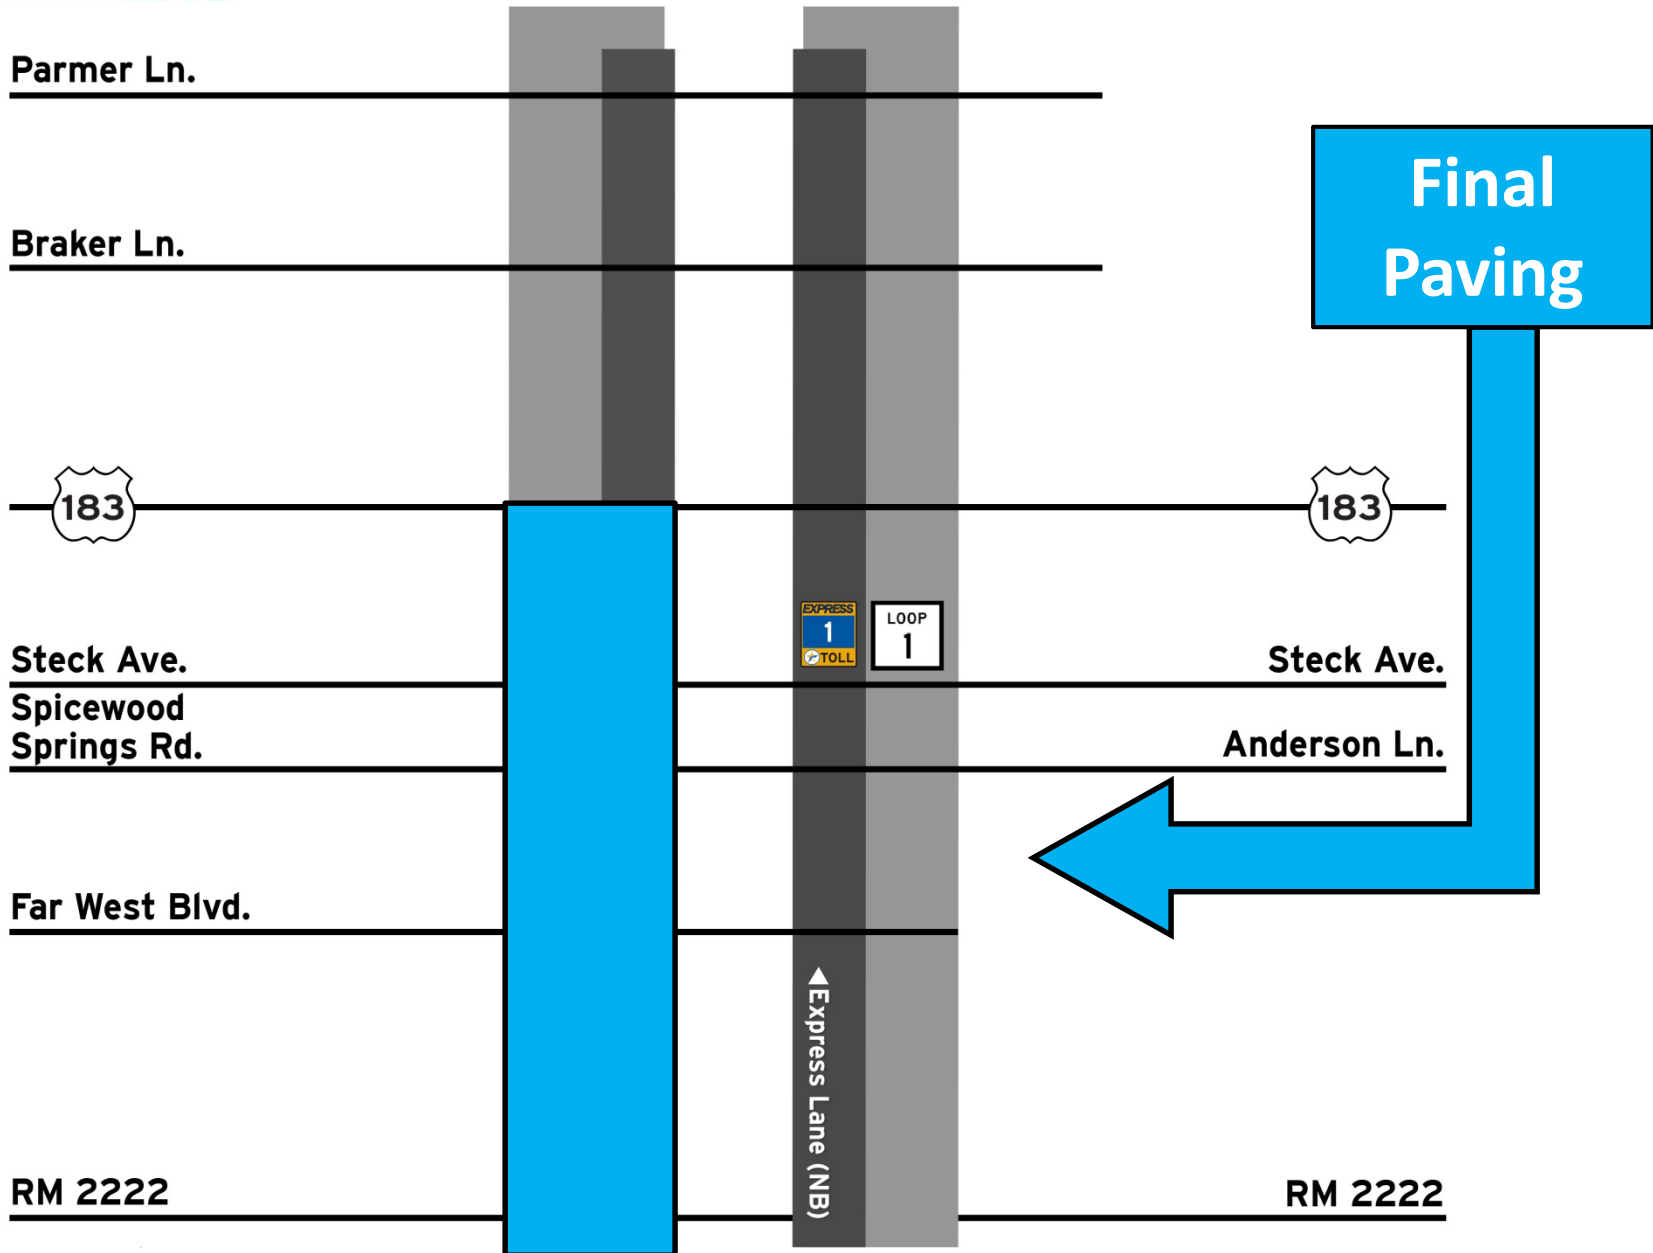 Parmer Ln.
Final
Paving
Braker Ln.
183
183
EXPRESS
1
TOLL
LOOP
1
Steck Ave.
Steck Ave.
Spicewood
Springs Rd.
Anderson Ln.
Far West Blvd.
Express Lane (NB)
RM 2222
RM 2222